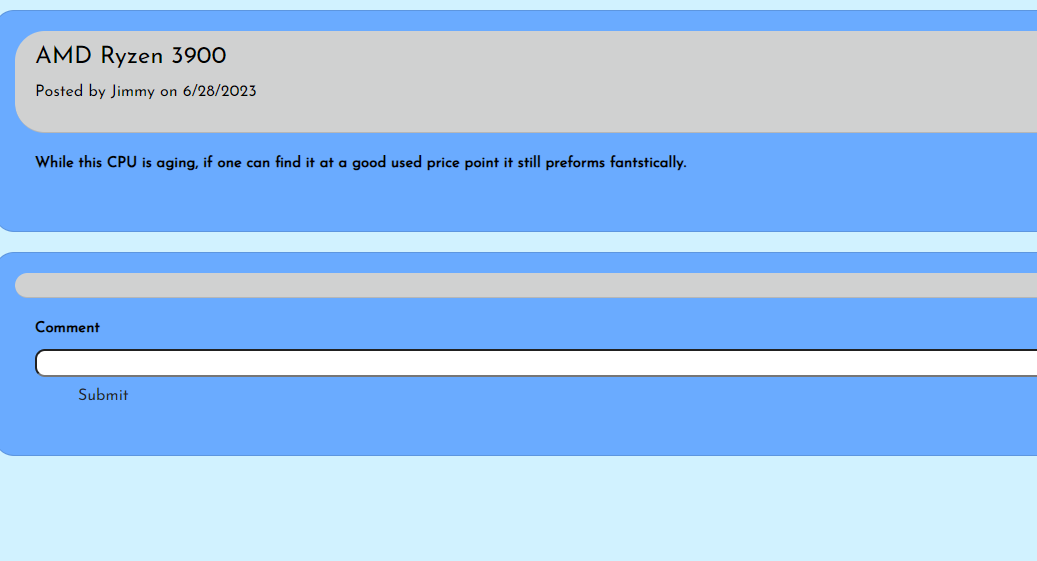 AMD Ryzen 3900
Posted by Jimmy on 6/28/2023
While this CPU is aging, if one can find it at a good used price point it still preforms fantstically.
Comment
Submit